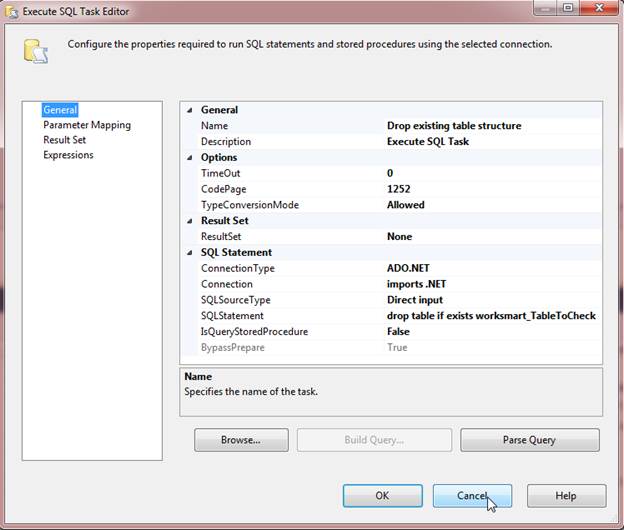 Execute SQL Task Editor
Configure the properties required to run SQL statements and stored procedures using the selected connection.
General
Parameter Mapping
Result Set
Expressions
General
Name Drop existing table structure
Description Execute SQL Task
Options
TimeOut 0
CodePage 1252
TypeConversionMode Allowed
Result Set
ResultSet None
SQL Statement
ConnectionType ADO.NET
Connection imports .NET
SQLSourceType Direct input
SQLStatement drop table if exists worksmart_TableToCheck
IsQueryStoredProcedure False
BypassPrepare True
Name
Specifies the name of the task.
Browse... Build Query... Parse Query
OK Cancel Help